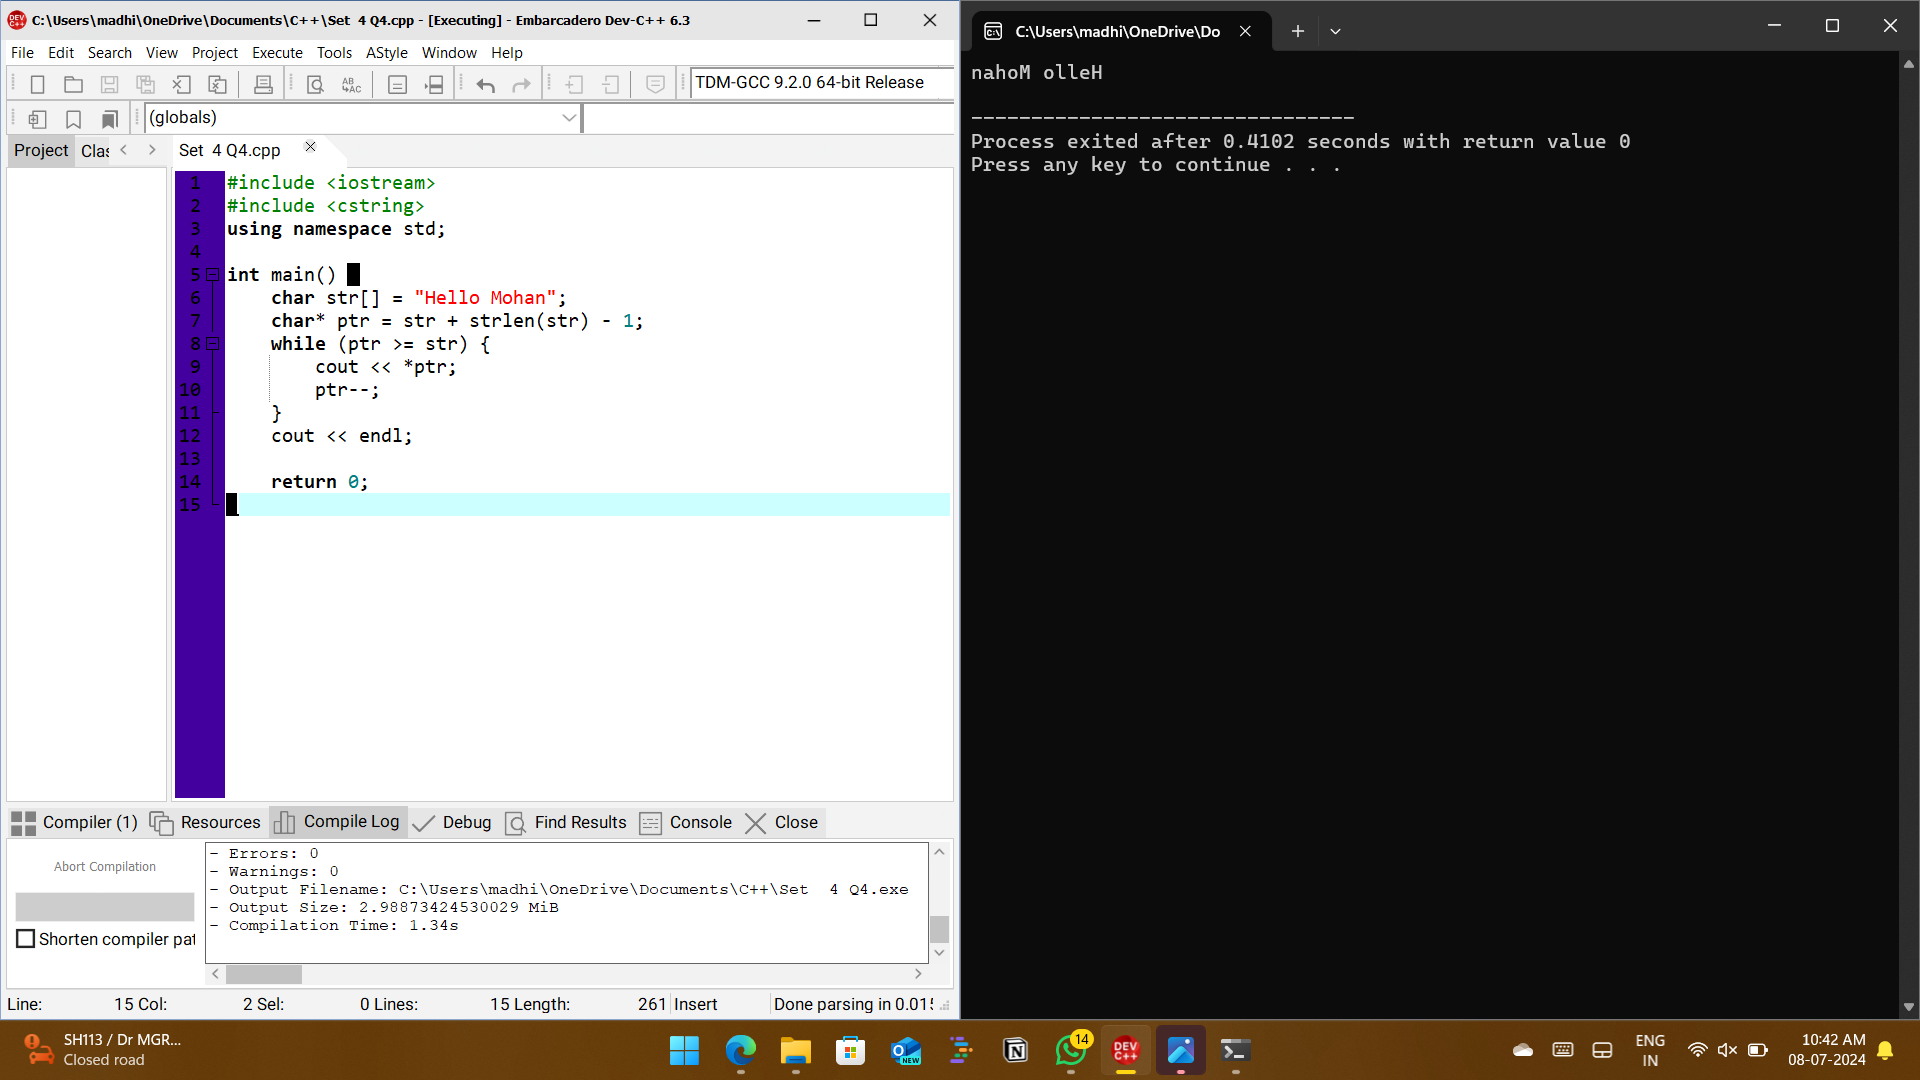 C:\Users\madhi\OneDrive\Documents\C++\Set  4 Q4.cpp - [Executing] - Embarcadero Dev-C++ 6.3
File Edit Search View Project Execute Tools AStyle Window Help
TDM-GCC 9.2.0 64-bit Release
(globals)
Project Clas
Set  4 Q4.cpp
1 #include <iostream>
2 #include <cstring>
3 using namespace std;
4
5 int main()
6     char str[] = "Hello Mohan";
7     char* ptr = str + strlen(str) - 1;
8     while (ptr >= str) {
9         cout << *ptr;
10         ptr--;
11     }
12     cout << endl;
13
14     return 0;
15
Compiler (1) Resources Compile Log Debug Find Results Console Close
Abort Compilation
Shorten compiler pat
- Errors: 0
- Warnings: 0
- Output Filename: C:\Users\madhi\OneDrive\Documents\C++\Set  4 Q4.exe
- Output Size: 2.98873424530029 MiB
- Compilation Time: 1.34s
Line: 15 Col: 2 Sel: 0 Lines: 15 Length: 261 Insert Done parsing in 0.015
C:\Users\madhi\OneDrive\Do
nahoM olleH
--------------------------------
Process exited after 0.4102 seconds with return value 0
Press any key to continue . . .
SH113 / Dr MGR...
Closed road
NEW
14
DEV C++
ENG
IN
10:42 AM
08-07-2024